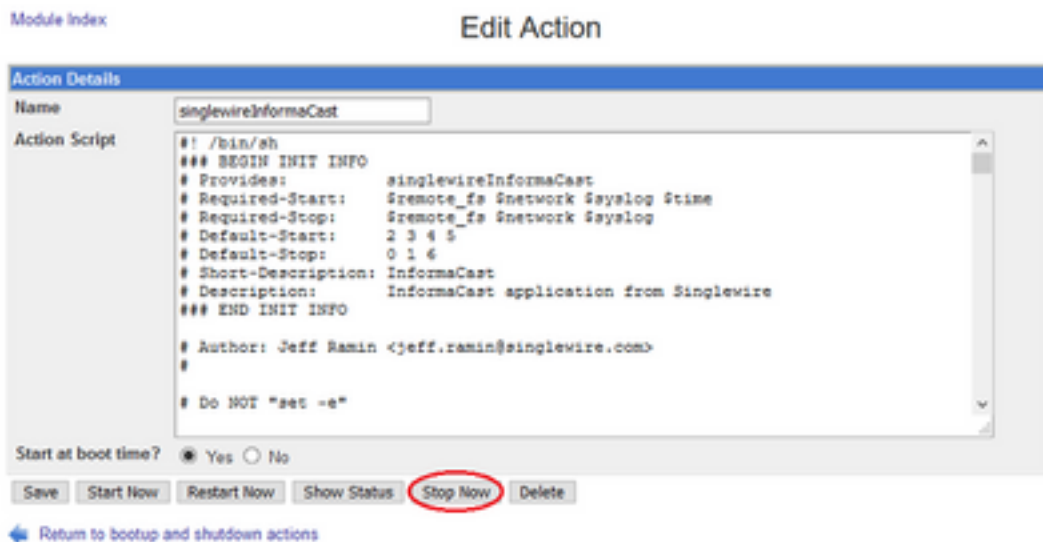 Module Index
Edit Action
Action Details
Name singlewireInformaCast
Action Script #! /bin/sh
### BEGIN INIT INFO
# Provides: singlewireInformaCast
# Required-Start: $remote_fs $network $syslog $time
# Required-Stop: $remote_fs $network $syslog
# Default-Start: 2 3 4 5
# Default-Stop: 0 1 6
# Short-Description: InformaCast
# Description: InformaCast application from Singlewire
### END INIT INFO
# Author: Jeff Ramin <jeff.ramin@singlewire.com>
#
# Do NOT "set -e"
Start at boot time? Yes No
Save Start Now Restart Now Show Status Stop Now Delete
Return to bootup and shutdown actions